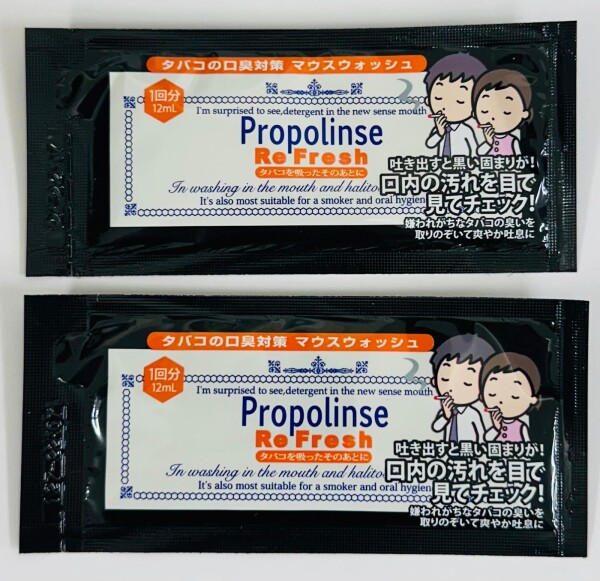 タバコの口臭対策 マウスウォッシュ
1回分
12mL
I'm surprised to see,detergent in the new sense mouth
Propolinse
ReFresh
タバコを吸ったそのあとに
In washing in the mouth and halito
It's also most suitable for a smoker and oral hygien
吐き出すと黒い固まりが!
口内の汚れを目で
見てチェック!
嫌われがちなタバコの臭いを
取りのぞいて爽やか吐息に
タバコの口臭対策 マウスウォッシュ
1回分
12mL
I'm surprised to see,detergent in the new sense mouth
Propolinse
ReFresh
タバコを吸ったそのあとに
In washing in the mouth and halito
It's also most suitable for a smoker and oral hygien
吐き出すと黒い固まりが!
口内の汚れを目で
見てチェック!
嫌われがちなタバコの臭いを
取りのぞいて爽やか吐息に